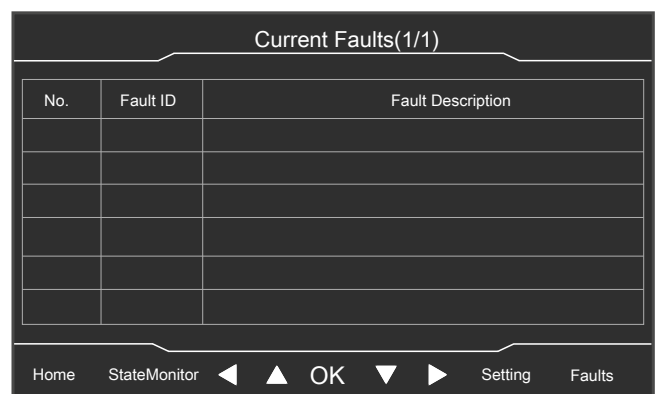 Current Faults(1/1)
No. Fault ID Fault Description
Home StateMonitor OK Setting Faults